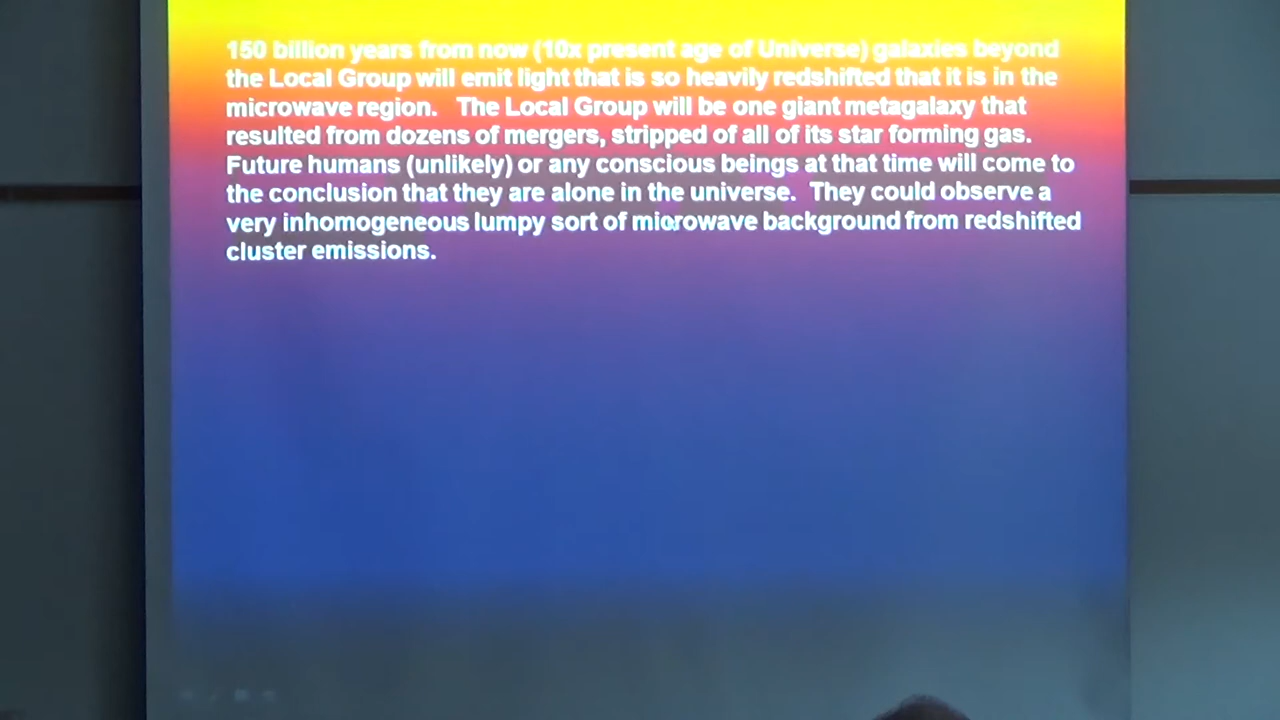 150 billion years from now (10x present age of Universe) galaxies beyond
the Local Group will emit light that is so heavily redshifted that it is in the
microwave region. The Local Group will be one giant metagalaxy that
resulted from dozens of mergers, stripped of all of its star forming gas.
Future humans (unlikely) or any conscious beings at that time will come to
the conclusion that they are alone in the universe. They could observe a
very inhomogeneous lumpy sort of microwave background from redshifted
cluster emissions.